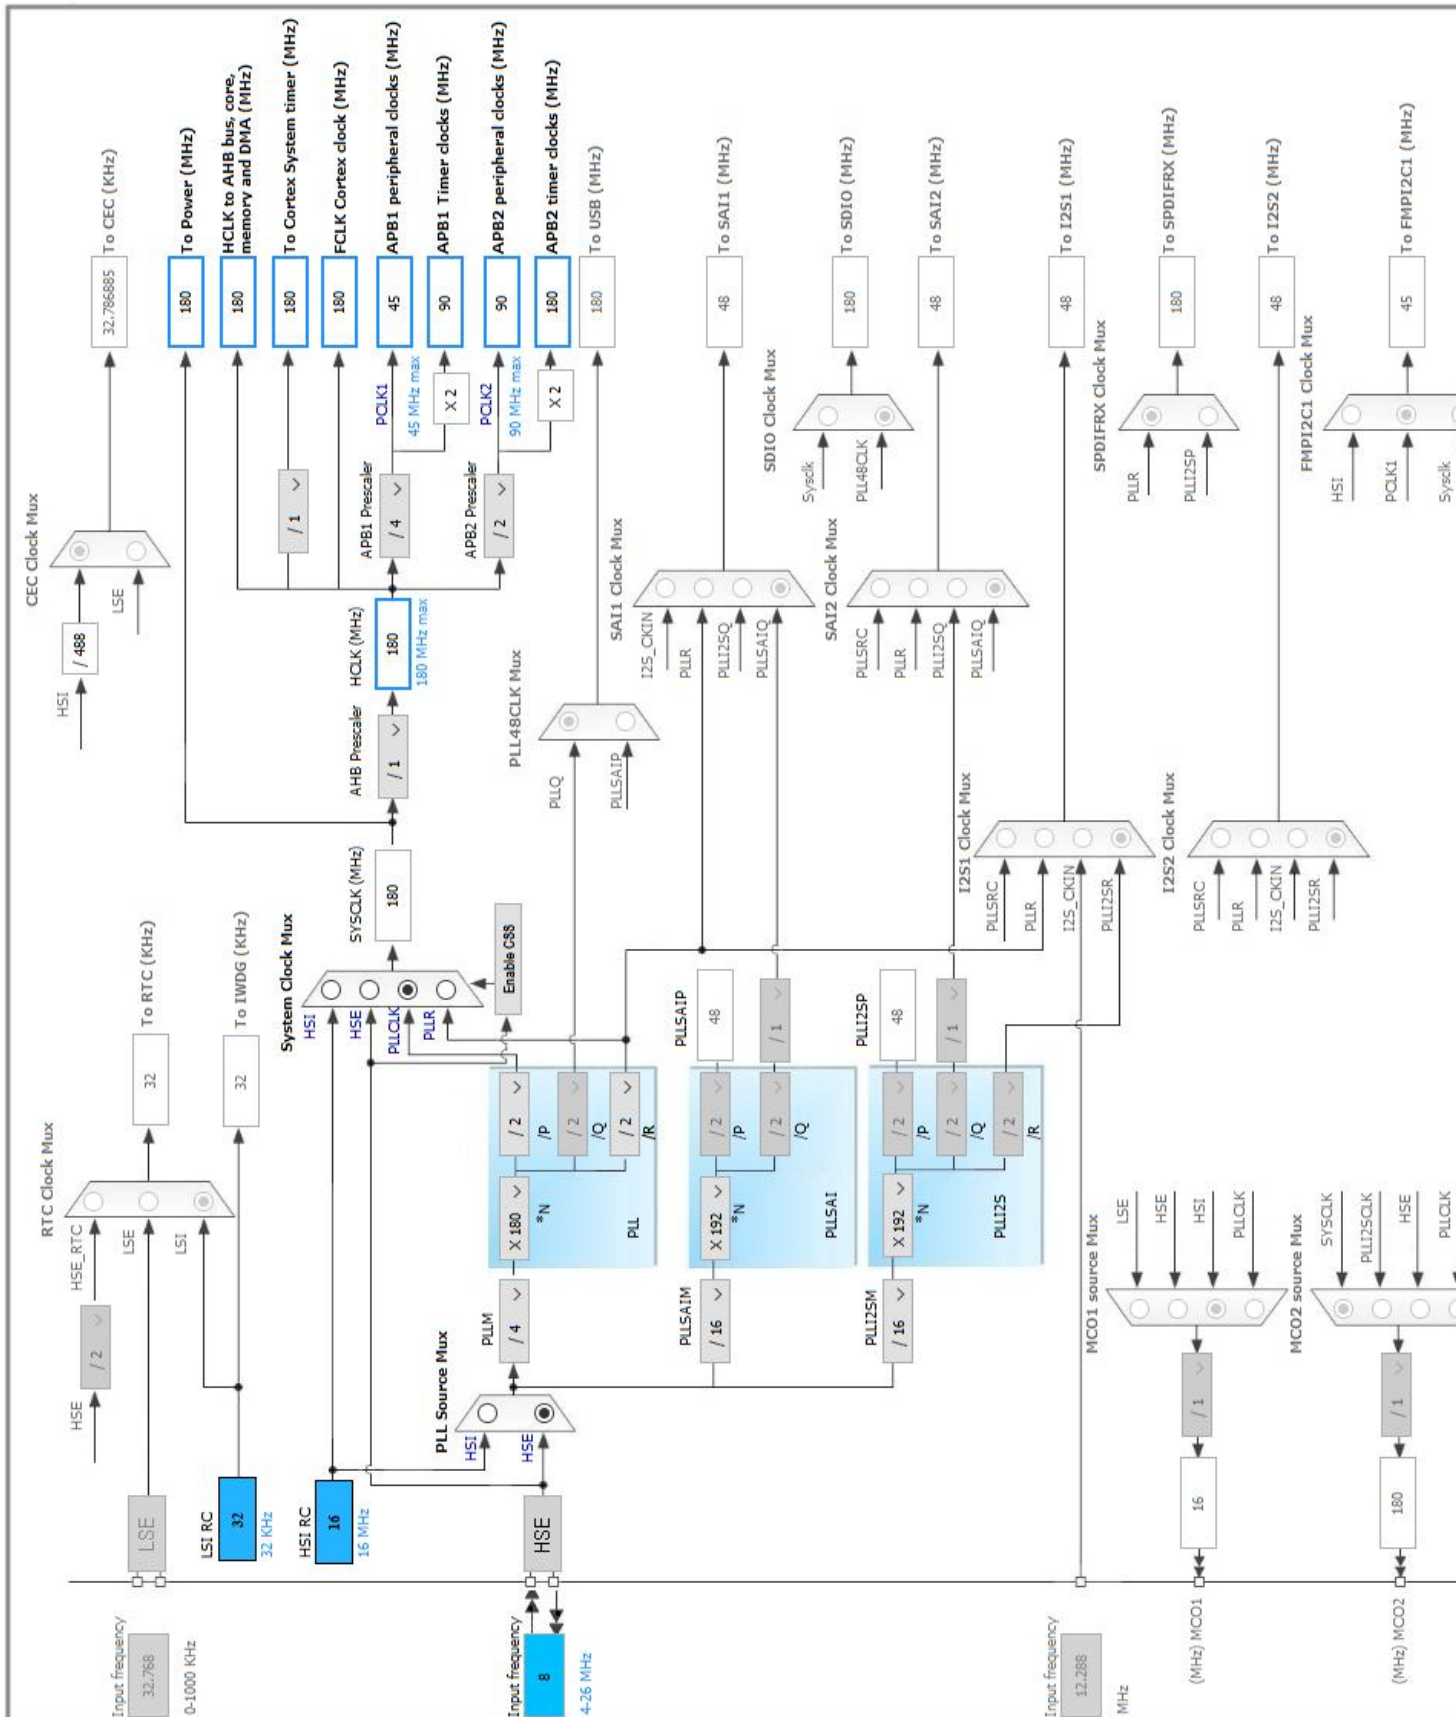 RTC Clock Mux
HSE
/ 2
HSE_RTC
LSE
LSI
32
To RTC (KHz)
Input frequency
32.768
0-1000 KHz
LSE
LSI RC
32
32 KHz
32
To IWDG (KHz)
CEC Clock Mux
HSI
/ 488
LSE
32.786885
To CEC (KHz)
HSI RC
16
16 MHz
System Clock Mux
HSI
HSE
PLLCLK
PLLR
Enable CSS
SYSCLK (MHz)
180
AHB Prescaler
/ 1
HCLK (MHz)
180
180 MHz max
180
To Power (MHz)
180
HCLK to AHB bus, core,
memory and DMA (MHz)
/ 1
180
To Cortex System timer (MHz)
180
FCLK Cortex clock (MHz)
APB1 Prescaler
/ 4
PCLK1
45 MHz max
45
APB1 peripheral clocks (MHz)
X 2
90
APB1 Timer clocks (MHz)
APB2 Prescaler
/ 2
PCLK2
90 MHz max
90
APB2 peripheral clocks (MHz)
X 2
180
APB2 timer clocks (MHz)
Input frequency
8
4-26 MHz
HSE
PLL Source Mux
HSI
HSE
PLLM
/ 4
X 180
*N
/ 2
/P
/ 2
/Q
/ 2
/R
PLL
PLL48CLK Mux
PLLQ
PLLSAIP
180
To USB (MHz)
PLLSAIM
/ 16
X 192
*N
/ 2
/P
/ 2
/Q
PLLSAI
PLLSAIP
48
/ 1
SAI1 Clock Mux
I2S_CKIN
PLLR
PLLI2SQ
PLLSAIQ
48
To SAI1 (MHz)
SDIO Clock Mux
Sysclk
PLL48CLK
180
To SDIO (MHz)
PLLI2SM
/ 16
X 192
*N
/ 2
/P
/ 2
/Q
/ 2
/R
PLLI2S
PLLI2SP
48
/ 1
SAI2 Clock Mux
PLLSRC
PLLR
PLLI2SQ
PLLSAIQ
48
To SAI2 (MHz)
I2S1 Clock Mux
PLLSRC
PLLR
I2S_CKIN
PLLI2SR
48
To I2S1 (MHz)
SPDIFRX Clock Mux
PLLR
PLLI2SP
180
To SPDIFRX (MHz)
I2S2 Clock Mux
PLLSRC
PLLR
I2S_CKIN
PLLI2SR
48
To I2S2 (MHz)
FMPI2C1 Clock Mux
HSI
PCLK1
Sysclk
45
To FMPI2C1 (MHz)
Input frequency
12.288
MHz
MCO1 source Mux
LSE
HSE
HSI
PLLCLK
/ 1
16
(MHz) MCO1
MCO2 source Mux
SYSCLK
PLLI2SCLK
HSE
PLLCLK
/ 1
180
(MHz) MCO2